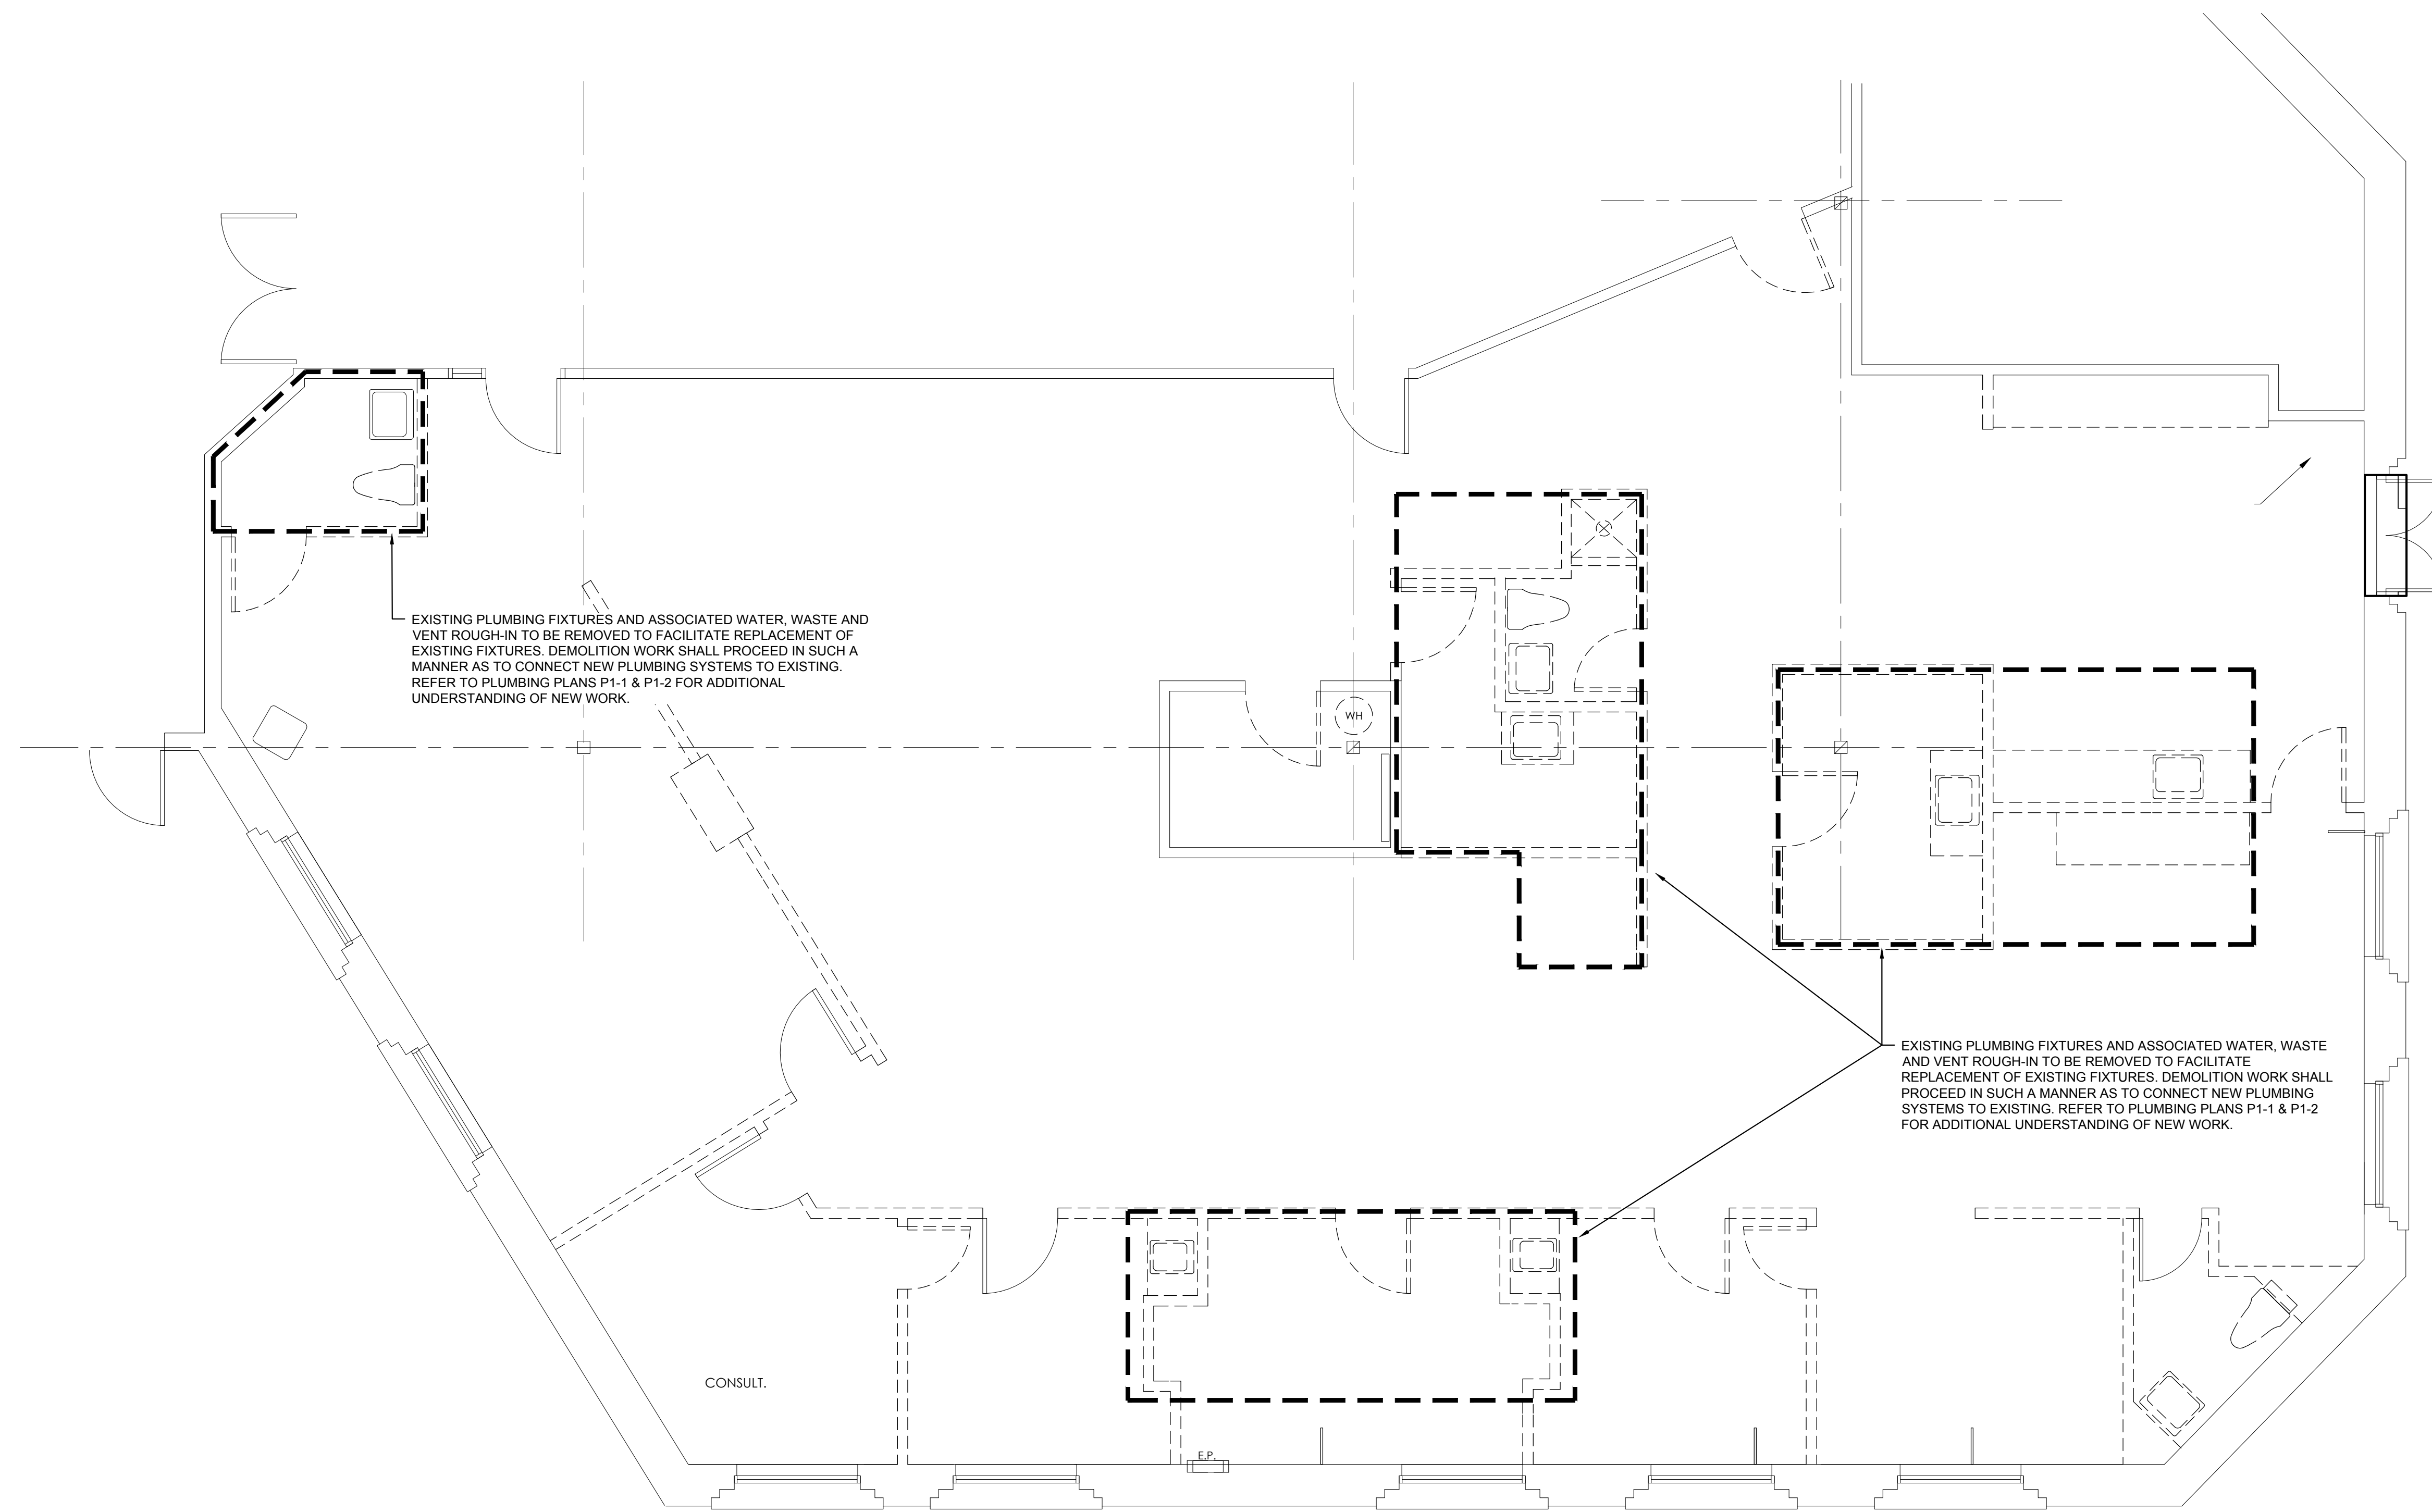 EXISTING PLUMBING FIXTURES AND ASSOCIATED WATER, WASTE AND
VENT ROUGH-IN TO BE REMOVED TO FACILITATE REPLACEMENT OF
EXISTING FIXTURES. DEMOLITION WORK SHALL PROCEED IN SUCH A
MANNER AS TO CONNECT NEW PLUMBING SYSTEMS TO EXISTING.
REFER TO PLUMBING PLANS P1-1 & P1-2 FOR ADDITIONAL
UNDERSTANDING OF NEW WORK.
WH
EXISTING PLUMBING FIXTURES AND ASSOCIATED WATER, WASTE
AND VENT ROUGH-IN TO BE REMOVED TO FACILITATE
REPLACEMENT OF EXISTING FIXTURES. DEMOLITION WORK SHALL
PROCEED IN SUCH A MANNER AS TO CONNECT NEW PLUMBING
SYSTEMS TO EXISTING. REFER TO PLUMBING PLANS P1-1 & P1-2
FOR ADDITIONAL UNDERSTANDING OF NEW WORK.
CONSULT.
E.P.